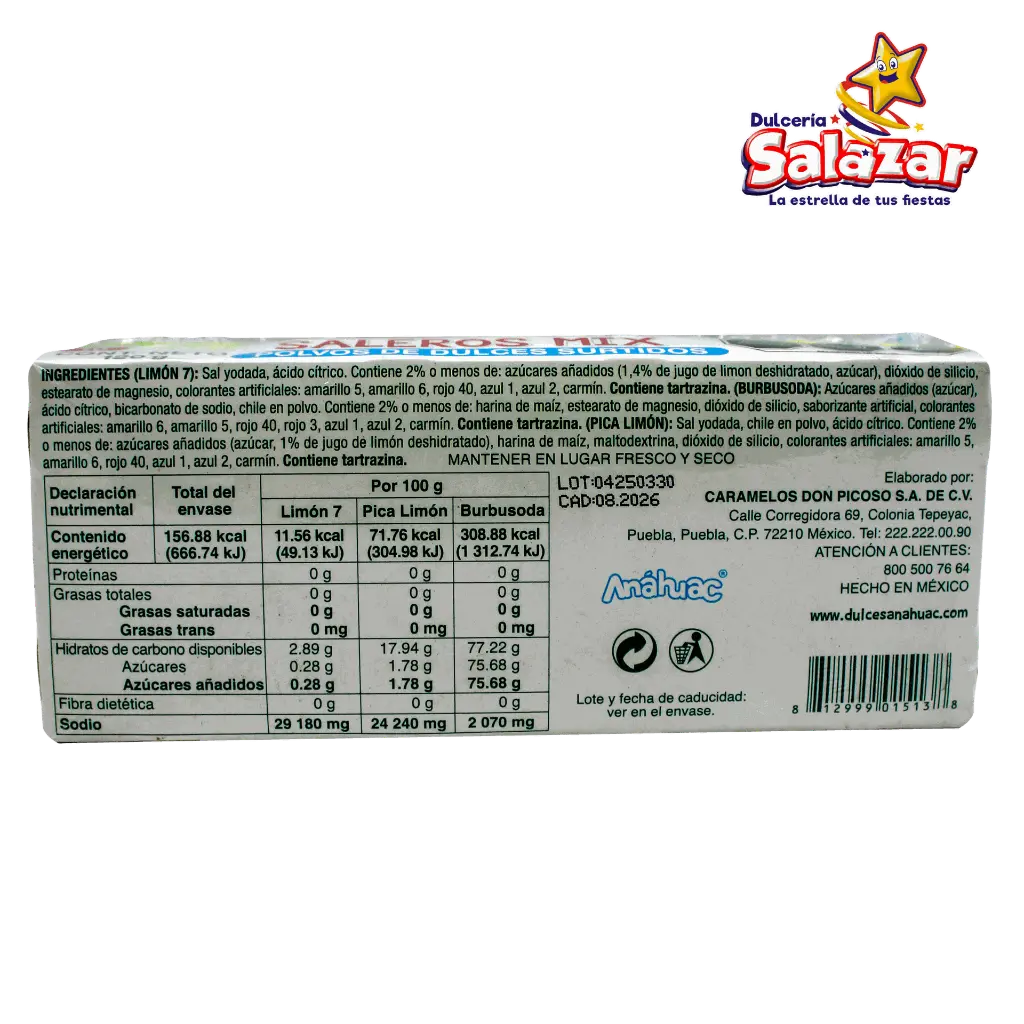 Dulcería
Salazar
La estrella de tus fiestas
SALEROS MIX
CONT. NETO
120 g
POLVOS DE DULCES SURTIDOS
INGREDIENTES (LIMÓN 7): Sal yodada, ácido cítrico. Contiene 2% o menos de: azúcares añadidos (1,4% de jugo de limon deshidratado, azúcar), dióxido de silicio,
estearato de magnesio, colorantes artificiales: amarillo 5, amarillo 6, rojo 40, azul 1, azul 2, carmín. Contiene tartrazina. (BURBUSODA): Azúcares añadidos (azúcar),
ácido cítrico, bicarbonato de sodio, chile en polvo. Contiene 2% o menos de: harina de maíz, estearato de magnesio, dióxido de silicio, saborizante artificial, colorantes
artificiales: amarillo 6, amarillo 5, rojo 40, rojo 3, azul 1, azul 2, carmín. Contiene tartrazina. (PICA LIMÓN): Sal yodada, chile en polvo, ácido cítrico. Contiene 2%
o menos de: azúcares añadidos (azúcar, 1% de jugo de limón deshidratado), harina de maíz, maltodextrina, dióxido de silicio, colorantes artificiales: amarillo 5,
amarillo 6, rojo 40, azul 1, azul 2, carmín. Contiene tartrazina. MANTENER EN LUGAR FRESCO Y SECO
Declaración nutrimental Total del envase Por 100 g
Limón 7 Pica Limón Burbusoda
Contenido energético 156.88 kcal (666.74 kJ) 11.56 kcal (49.13 kJ) 71.76 kcal (304.98 kJ) 308.88 kcal (1 312.74 kJ)
Proteínas 0 g 0 g 0 g
Grasas totales 0 g 0 g 0 g
Grasas saturadas 0 g 0 g 0 g
Grasas trans 0 mg 0 mg 0 mg
Hidratos de carbono disponibles 2.89 g 17.94 g 77.22 g
Azúcares 0.28 g 1.78 g 75.68 g
Azúcares añadidos 0.28 g 1.78 g 75.68 g
Fibra dietética 0 g 0 g 0 g
Sodio 29 180 mg 24 240 mg 2 070 mg
LOT:04250330
CAD:08.2026
Elaborado por:
CARAMELOS DON PICOSO S.A. DE C.V.
Calle Corregidora 69, Colonia Tepeyac,
Puebla, Puebla, C.P. 72210 México. Tel: 222.222.00.90
ATENCIÓN A CLIENTES:
800 500 76 64
HECHO EN MÉXICO
www.dulcesanahuac.com
Anáhuac®
Lote y fecha de caducidad:
ver en el envase.
8 12999 01513 8